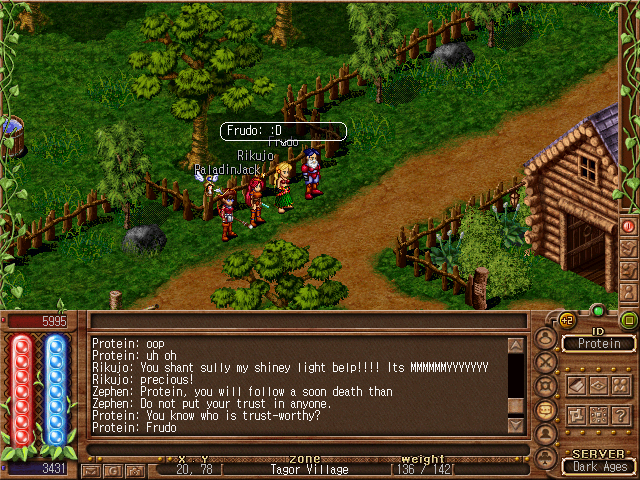 Frudo: :D
Frudo
Rikujo
PaladinJack
5995
+2
ID
Protein
Protein: oop
Protein: uh oh
Rikujo: You shant sully my shiney light belp!!!! Its MMMMMMYYYYYYY
Rikujo: precious!
Zephen: Protein, you will follow a soon death than
Zephen: Do not put your trust in anyone.
Protein: You know who is trust-worthy?
Protein: Frudo
3431
G
?
x y zone weight
20, 78 [ Tagor Village [136 / 142[
SERVER
Dark Ages